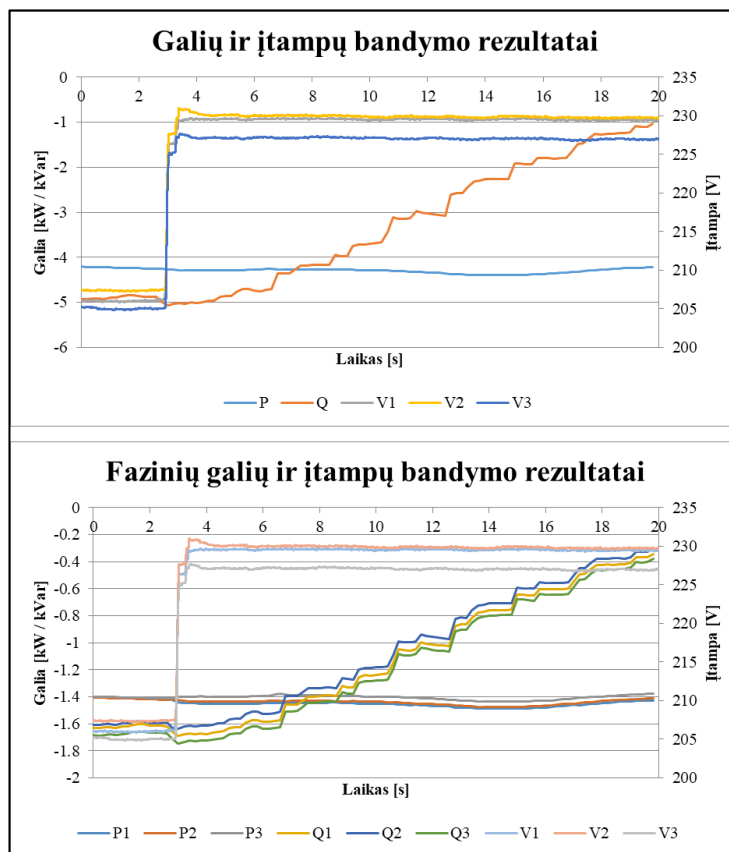 Galių ir įtampų bandymo rezultatai
0 235
0 2 4 6 8 10 12 14 16 18 20
-1 230
-2 225
220
-3
215
-4 210
-5 205
-6 200
Galia [kW / kVar]
Įtampa [V]
Laikas [s]
P Q V1 V2 V3
Fazinių galių ir įtampų bandymo rezultatai
0 235
0 2 4 6 8 10 12 14 16 18 20
-0.2
-0.4 230
-0.6 225
-0.8 220
-1
-1.2 215
-1.4 210
-1.6 205
-1.8
-2 200
Galia [kW / kVar]
Įtampa [V]
Laikas [s]
P1 P2 P3 Q1 Q2 Q3 V1 V2 V3